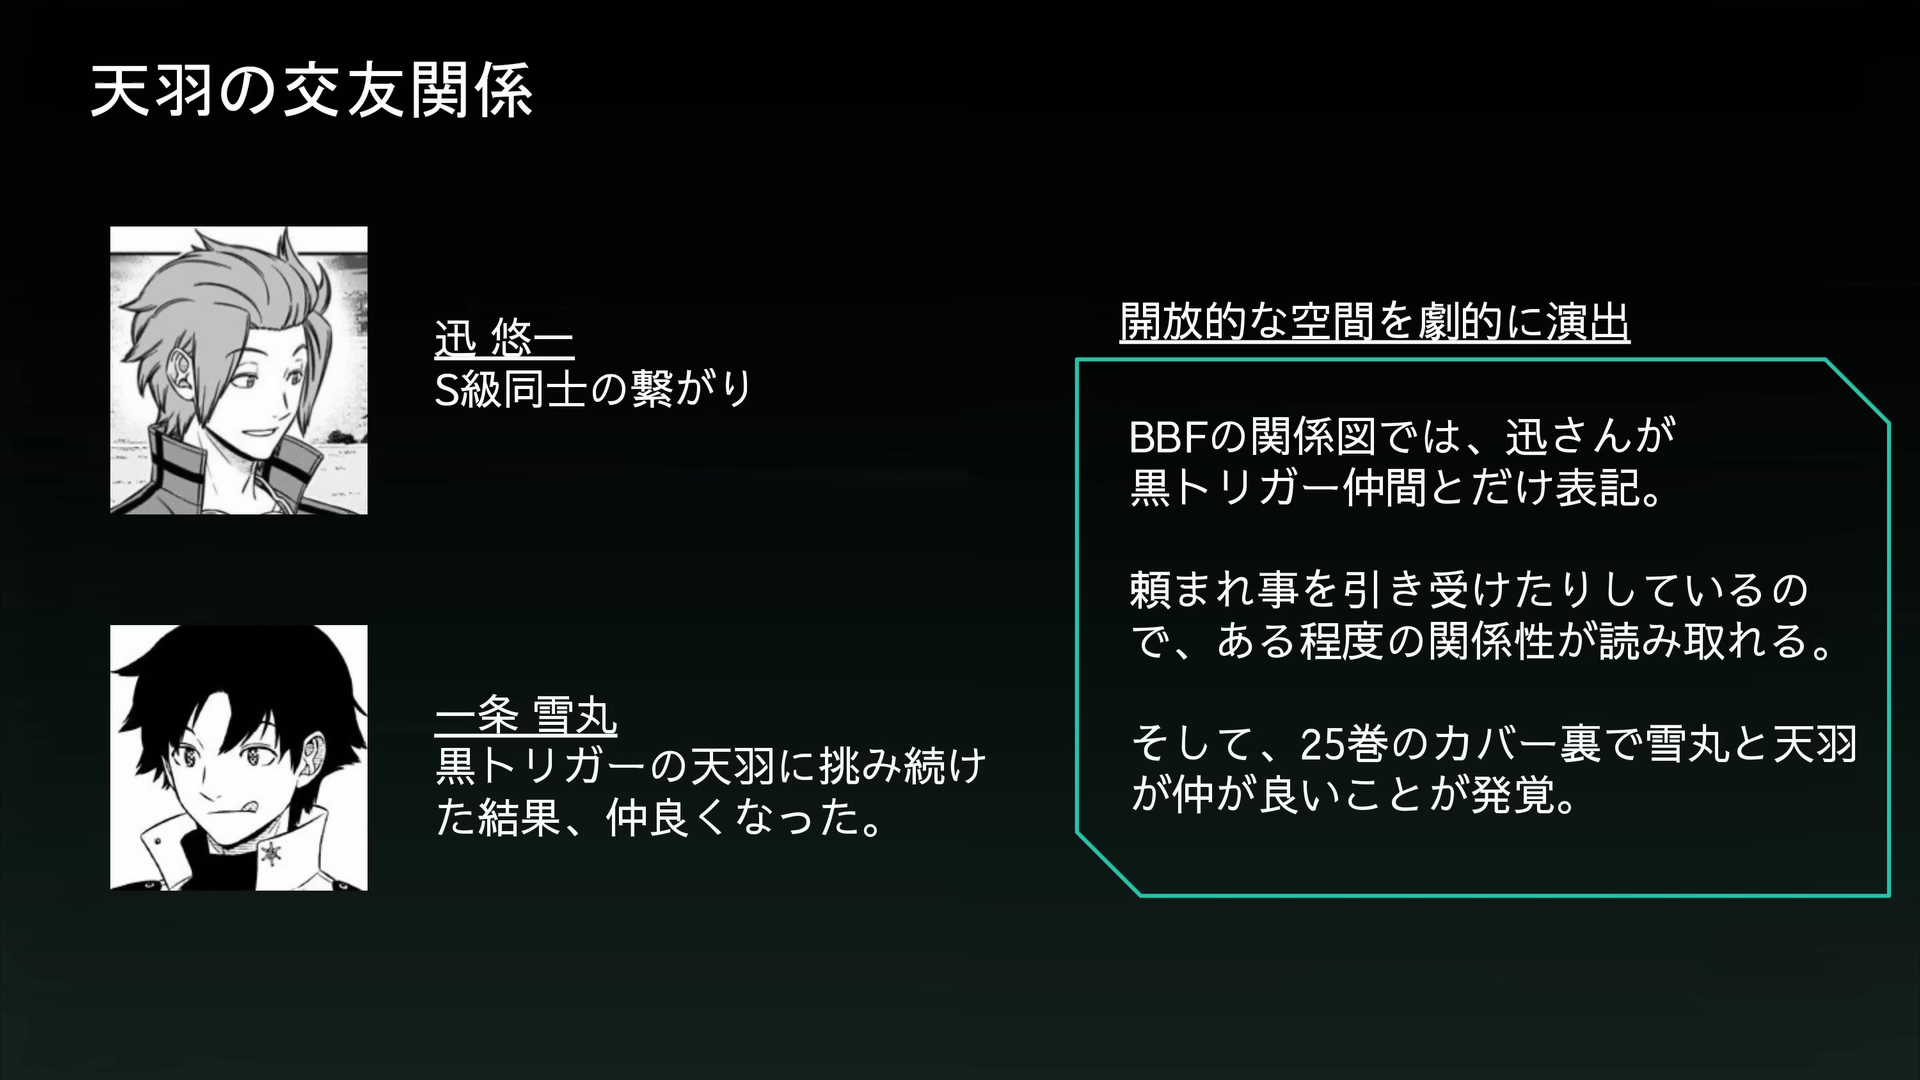 天羽の交友関係
迅 悠一
S級同士の繋がり
一条 雪丸
黒トリガーの天羽に挑み続け
た結果、仲良くなった。
開放的な空間を劇的に演出
BBFの関係図では、迅さんが
黒トリガー仲間とだけ表記。
頼まれ事を引き受けたりしているの
で、ある程度の関係性が読み取れる。
そして、25巻のカバー裏で雪丸と天羽
が仲が良いことが発覚。